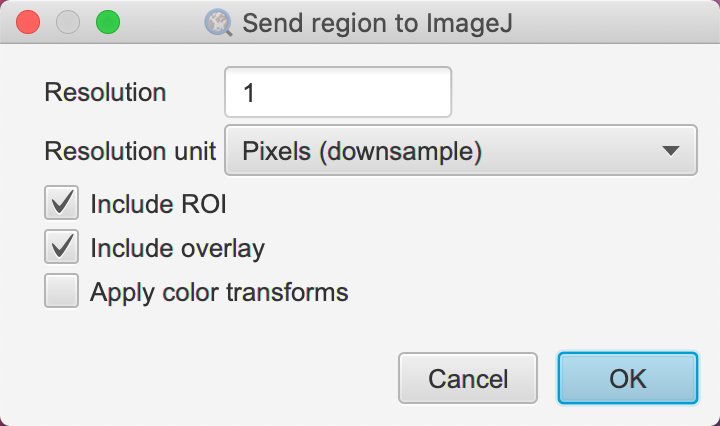 Send region to ImageJ
Resolution 1
Resolution unit Pixels (downsample)
Include ROI
Include overlay
Apply color transforms
Cancel OK